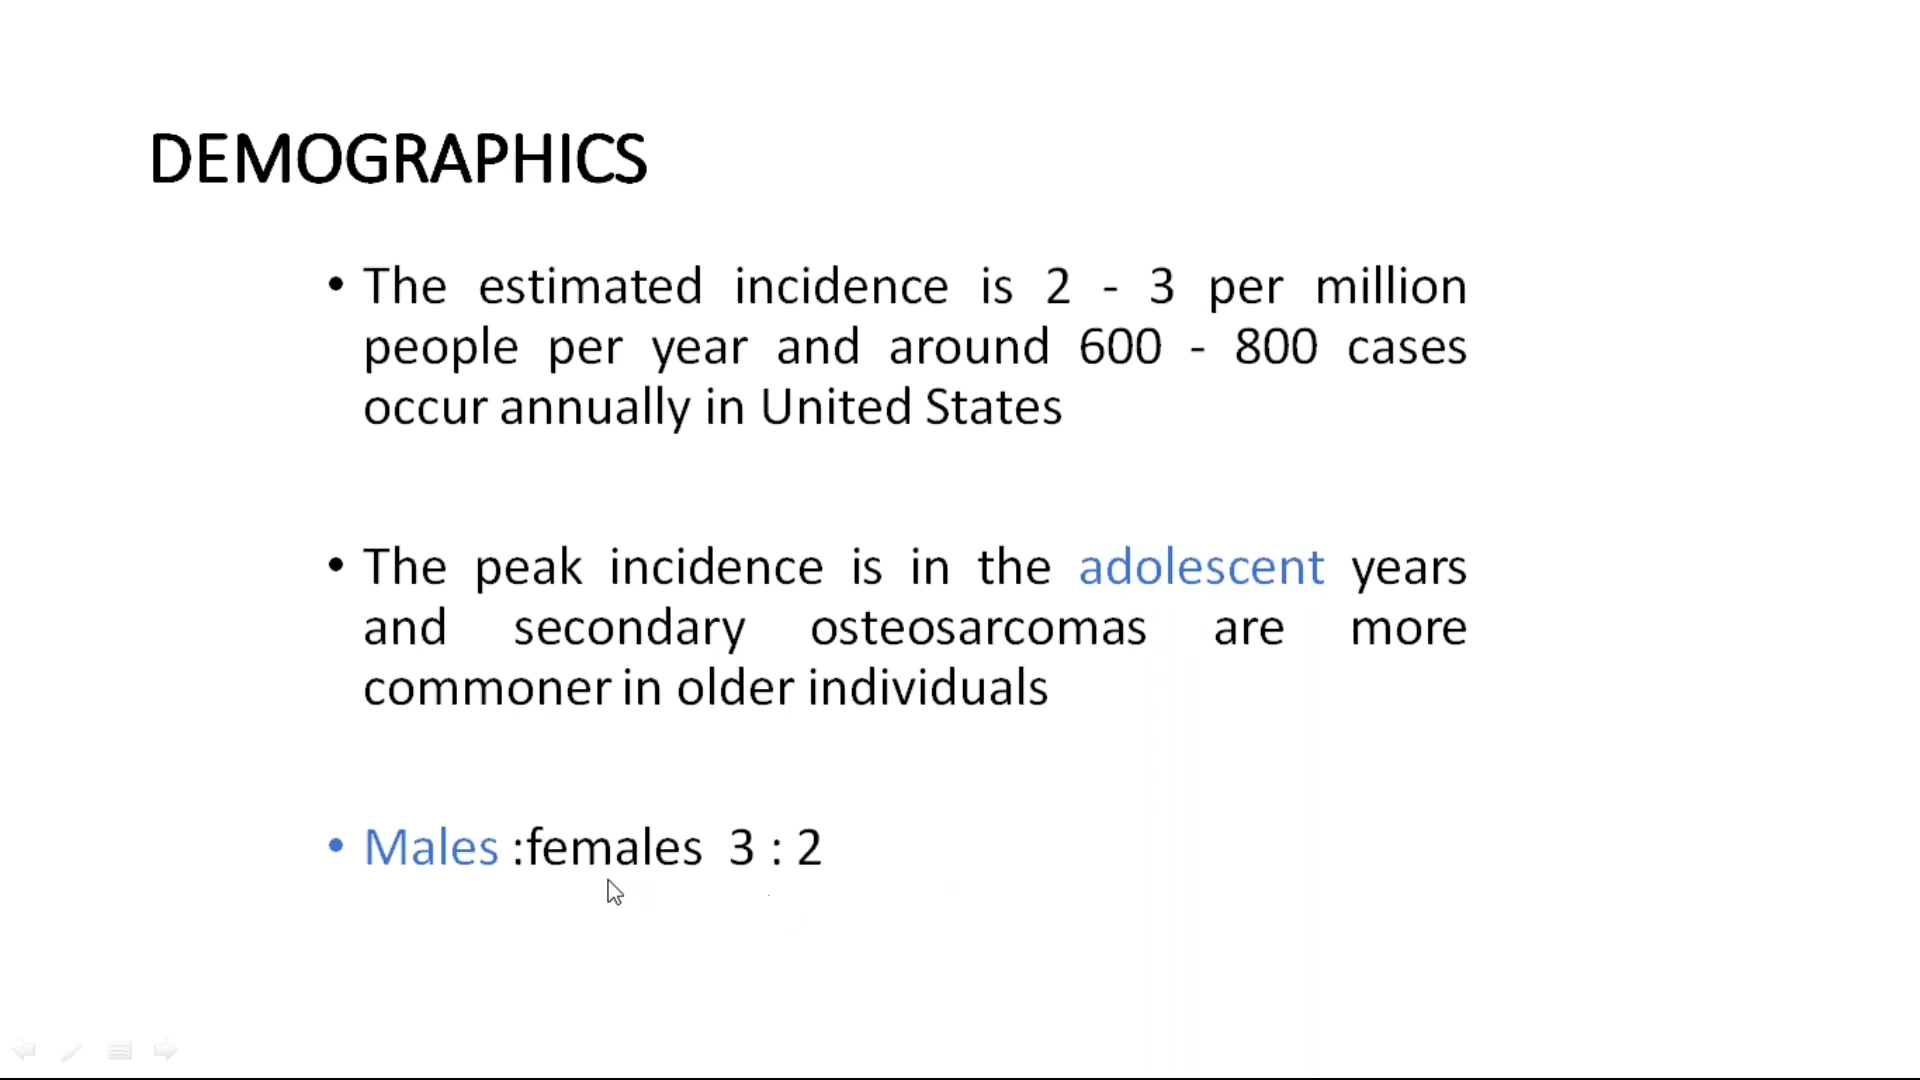 DEMOGRAPHICS
• The estimated incidence is 2 - 3 per million
people per year and around 600 - 800 cases
occur annually in United States
• The peak incidence is in the adolescent years
and secondary osteosarcomas are more
commoner in older individuals
• Males :females 3 : 2